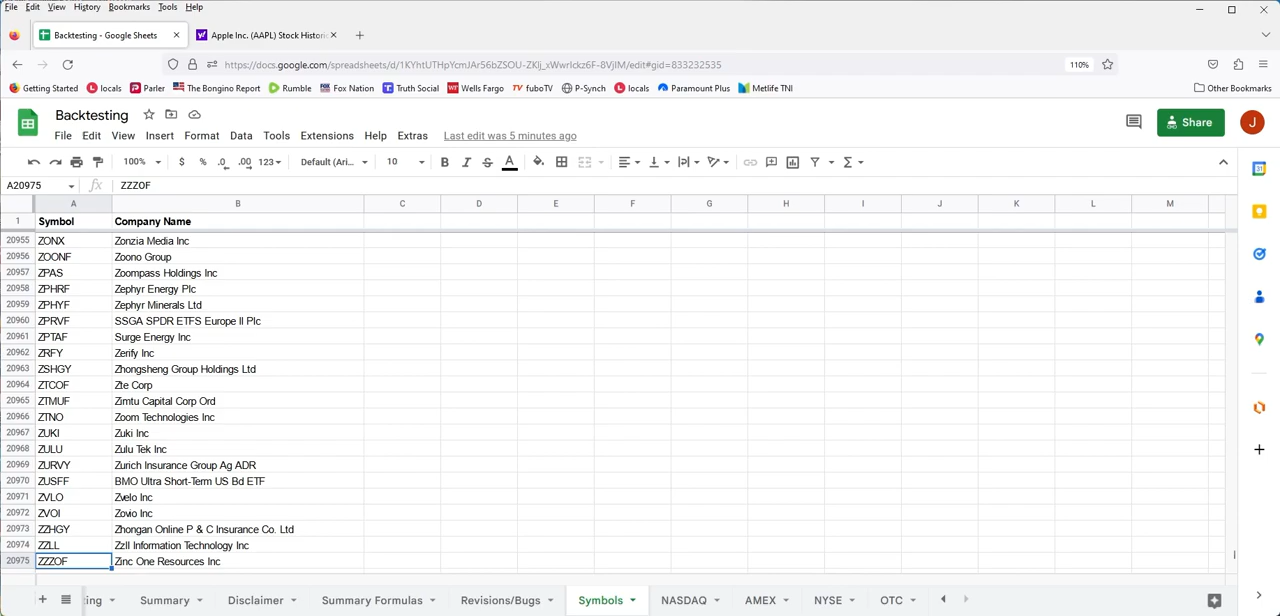 File Edit View History Bookmarks Tools Help
Backtesting - Google Sheets
Apple Inc. (AAPL) Stock Histori
https://docs.google.com/spreadsheets/d/1KYhtUTHpYcmJAr56bZSOU-ZKlj_xWwrlckz6F-8VjIM/edit#gid=833232535
110%
Getting Started locals Parler The Bongino Report Rumble Fox Nation Truth Social Wells Fargo fuboTV P-Synch locals Paramount Plus Metlife TNI Other Bookmarks
Backtesting
File Edit View Insert Format Data Tools Extensions Help Extras Last edit was 5 minutes ago
Share
J
100% $ % .0 .00 123 Default (Ari... 10 B I S A
A20975 fx ZZZOF
A B C D E F G H I J K L M
1 Symbol Company Name
20955 ZONX Zonzia Media Inc
20956 ZOONF Zoono Group
20957 ZPAS Zoompass Holdings Inc
20958 ZPHRF Zephyr Energy Plc
20959 ZPHYF Zephyr Minerals Ltd
20960 ZPRVF SSGA SPDR ETFS Europe II Plc
20961 ZPTAF Surge Energy Inc
20962 ZRFY Zerify Inc
20963 ZSHGY Zhongsheng Group Holdings Ltd
20964 ZTCOF Zte Corp
20965 ZTMUF Zimtu Capital Corp Ord
20966 ZTNO Zoom Technologies Inc
20967 ZUKI Zuki Inc
20968 ZULU Zulu Tek Inc
20969 ZURVY Zurich Insurance Group Ag ADR
20970 ZUSFF BMO Ultra Short-Term US Bd ETF
20971 ZVLO Zvelo Inc
20972 ZVOI Zovio Inc
20973 ZZHGY Zhongan Online P & C Insurance Co. Ltd
20974 ZZLL Zzll Information Technology Inc
20975 ZZZOF Zinc One Resources Inc
ing Summary Disclaimer Summary Formulas Revisions/Bugs Symbols NASDAQ AMEX NYSE OTC